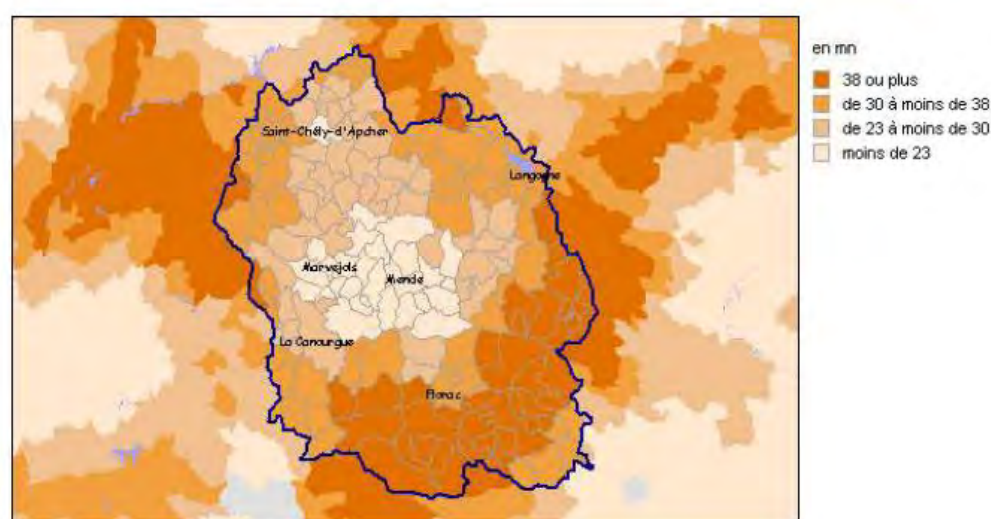 en mn
38 ou plus
de 30 à moins de 38
de 23 à moins de 30
moins de 23
Saint-Chély-d'Apcher
Langogne
Marvejols
Mende
La Canourgue
Florac